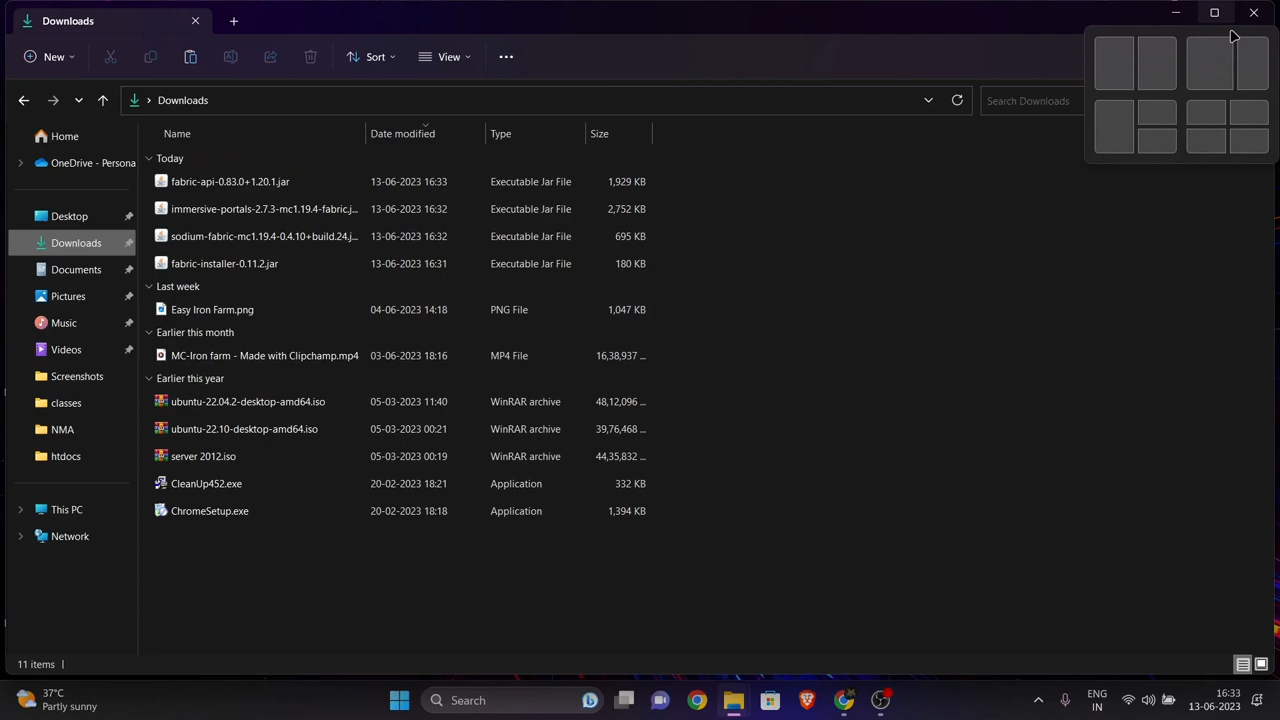 Downloads
New
Sort
View
Downloads
Search Downloads
Home
OneDrive - Persona
Desktop
Downloads
Documents
Pictures
Music
Videos
Screenshots
classes
NMA
htdocs
This PC
Network
Name Date modified Type Size
Today
fabric-api-0.83.0+1.20.1.jar 13-06-2023 16:33 Executable Jar File 1,929 KB
immersive-portals-2.7.3-mc1.19.4-fabric.j... 13-06-2023 16:32 Executable Jar File 2,752 KB
sodium-fabric-mc1.19.4-0.4.10+build.24.j... 13-06-2023 16:32 Executable Jar File 695 KB
fabric-installer-0.11.2.jar 13-06-2023 16:31 Executable Jar File 180 KB
Last week
Easy Iron Farm.png 04-06-2023 14:18 PNG File 1,047 KB
Earlier this month
MC-Iron farm - Made with Clipchamp.mp4 03-06-2023 18:16 MP4 File 16,38,937 ...
Earlier this year
ubuntu-22.04.2-desktop-amd64.iso 05-03-2023 11:40 WinRAR archive 48,12,096 ...
ubuntu-22.10-desktop-amd64.iso 05-03-2023 00:21 WinRAR archive 39,76,468 ...
server 2012.iso 05-03-2023 00:19 WinRAR archive 44,35,832 ...
CleanUp452.exe 20-02-2023 18:21 Application 332 KB
ChromeSetup.exe 20-02-2023 18:18 Application 1,394 KB
11 items
37°C
Partly sunny
Search
ENG
IN
16:33
13-06-2023